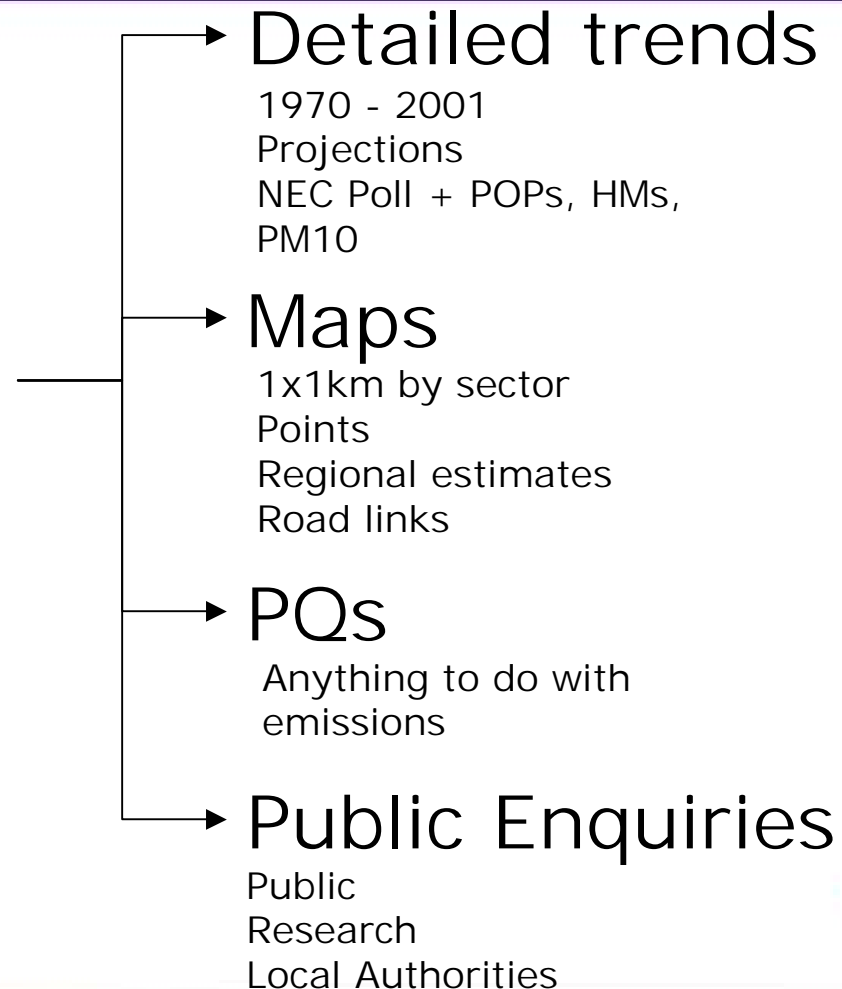 Detailed trends
1970 - 2001
Projections
NEC Poll + POPs, HMs,
PM10
Maps
1x1km by sector
Points
Regional estimates
Road links
PQs
Anything to do with
emissions
Public Enquiries
Public
Research
Local Authorities